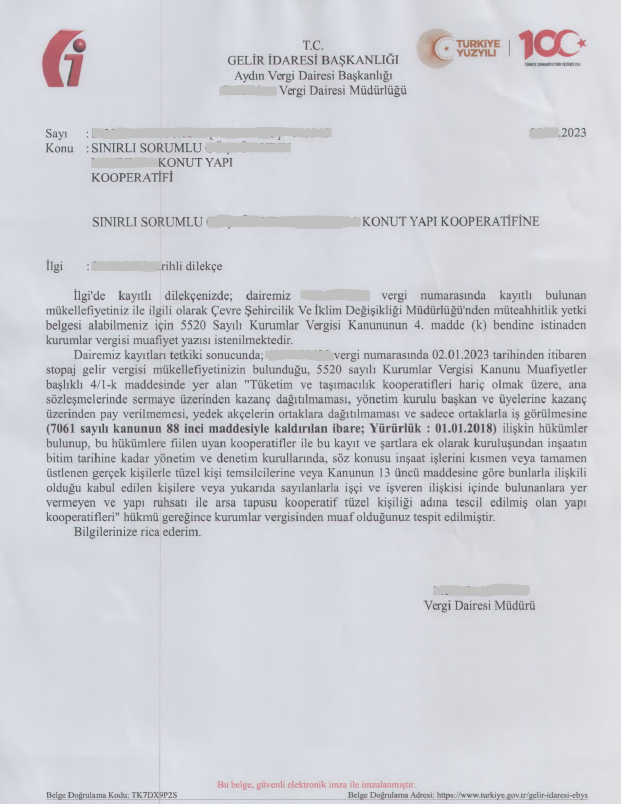 T.C.
GELİR İDARESİ BAŞKANLIĞI
Aydın Vergi Dairesi Başkanlığı
Vergi Dairesi Müdürlüğü
TÜRKİYE
YÜZYILI
100
TÜRKİYE CUMHURİYETİ'NİN YÜZÜNCÜ YILI
Sayı :
.2023
Konu : SINIRLI SORUMLU
KONUT YAPI
KOOPERATİFİ
SINIRLI SORUMLU KONUT YAPI KOOPERATİFİNE
İlgi : rihli dilekçe
İlgi'de kayıtlı dilekçenizde; dairemiz vergi numarasında kayıtlı bulunan
mükellefiyetiniz ile ilgili olarak Çevre Şehircilik Ve İklim Değişikliği Müdürlüğü'nden müteahhitlik yetki
belgesi alabilmeniz için 5520 Sayılı Kurumlar Vergisi Kanununun 4. madde (k) bendine istinaden
kurumlar vergisi muafiyet yazısı istenilmektedir.
Dairemiz kayıtları tetkiki sonucunda; vergi numarasında 02.01.2023 tarihinden itibaren
stopaj gelir vergisi mükellefiyetinizin bulunduğu, 5520 sayılı Kurumlar Vergisi Kanunu Muafiyetler
başlıklı 4/1-k maddesinde yer alan "Tüketim ve taşımacılık kooperatifleri hariç olmak üzere, ana
sözleşmelerinde sermaye üzerinden kazanç dağıtılmaması, yönetim kurulu başkan ve üyelerine kazanç
üzerinden pay verilmemesi, yedek akçelerin ortaklara dağıtılmaması ve sadece ortaklarla iş görülmesine
(7061 sayılı kanunun 88 inci maddesiyle kaldırılan ibare; Yürürlük : 01.01.2018) ilişkin hükümler
bulunup, bu hükümlere fiilen uyan kooperatifler ile bu kayıt ve şartlara ek olarak kuruluşundan inşaatın
bitim tarihine kadar yönetim ve denetim kurullarında, söz konusu inşaat işlerini kısmen veya tamamen
üstlenen gerçek kişilerle tüzel kişi temsilcilerine veya Kanunun 13 üncü maddesine göre bunlarla ilişkili
olduğu kabul edilen kişilere veya yukarıda sayılanlarla işçi ve işveren ilişkisi içinde bulunanlara yer
vermeyen ve yapı ruhsatı ile arsa tapusu kooperatif tüzel kişiliği adına tescil edilmiş olan yapı
kooperatifleri" hükmü gereğince kurumlar vergisinden muaf olduğunuz tespit edilmiştir.
Bilgilerinize rica ederim.
Vergi Dairesi Müdürü
Bu belge, güvenli elektronik imza ile imzalanmıştır.
Belge Doğrulama Kodu: TK7DX9P2S Belge Doğrulama Adresi: https://www.turkiye.gov.tr/gelir-idaresi-ebys